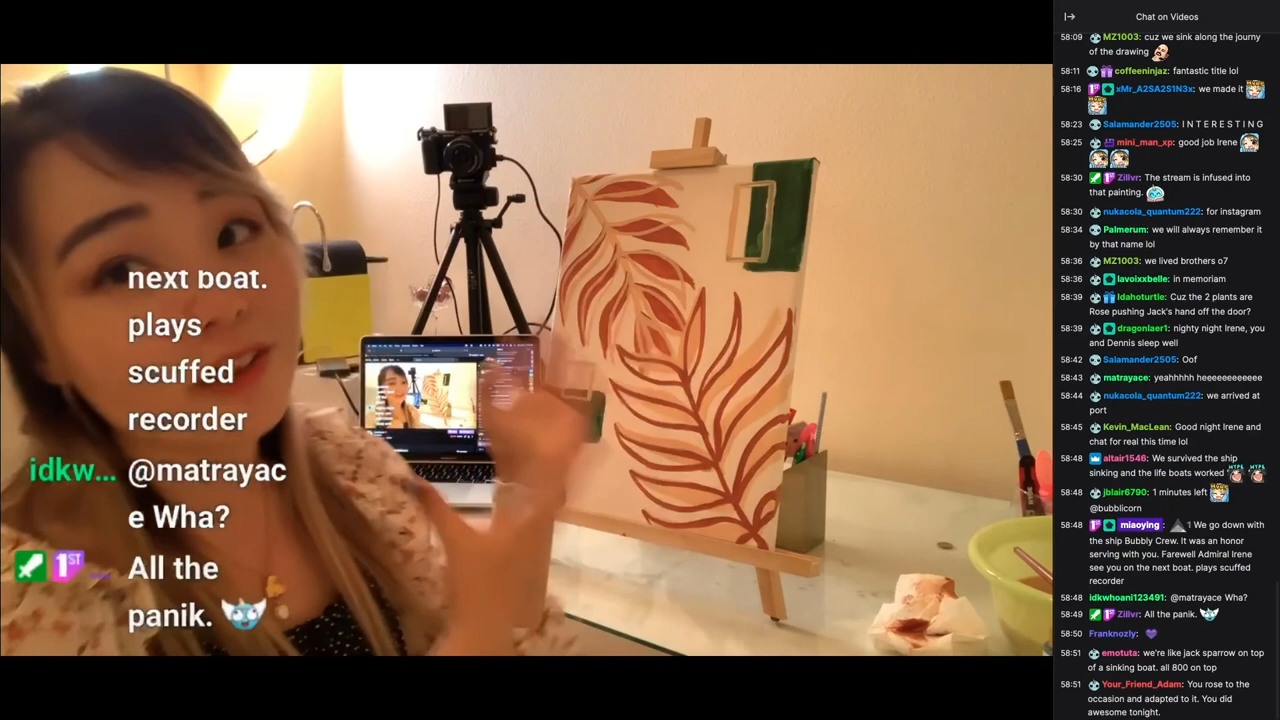 next boat.
plays
scuffed
recorder
idkw... @matrayac
e Wha?
1ST All the
panik.
Chat on Videos
58:09 MZ1003: cuz we sink along the journy
of the drawing
58:11 coffeeninjaz: fantastic title lol
58:16 1ST xMr_A2SA2S1N3x: we made it
58:23 Salamander2505: I N T E R E S T I N G
58:25 mini_man_xp: good job Irene
58:30 1ST Zillvr: The stream is infused into
that painting.
58:30 nukacola_quantum222: for instagram
58:34 Palmerum: we will always remember it
by that name lol
58:36 MZ1003: we lived brothers o7
58:36 lavoixxbelle: in memoriam
58:39 Idahoturtle: Cuz the 2 plants are
Rose pushing Jack's hand off the door?
58:39 dragonlaer1: nighty night Irene, you
and Dennis sleep well
58:42 Salamander2505: Oof
58:43 matrayace: yeahhhhh heeeeeeeeeeee
58:44 nukacola_quantum222: we arrived at
port
58:45 Kevin_MacLean: Good night Irene and
chat for real this time lol
58:48 altair1546: We survived the ship
sinking and the life boats worked HYPE HYPE
58:48 jblair6790: 1 minutes left
@bubblicorn
58:48 1ST miaoying : 1 We go down with
the ship Bubbly Crew. It was an honor
serving with you. Farewell Admiral Irene
see you on the next boat. plays scuffed
recorder
58:48 idkwhoani123491: @matrayace Wha?
58:49 1ST Zillvr: All the panik.
58:50 Franknozly:
58:51 emotuta: we're like jack sparrow on top
of a sinking boat. all 800 on top
58:51 Your_Friend_Adam: You rose to the
occasion and adapted to it. You did
awesome tonight.